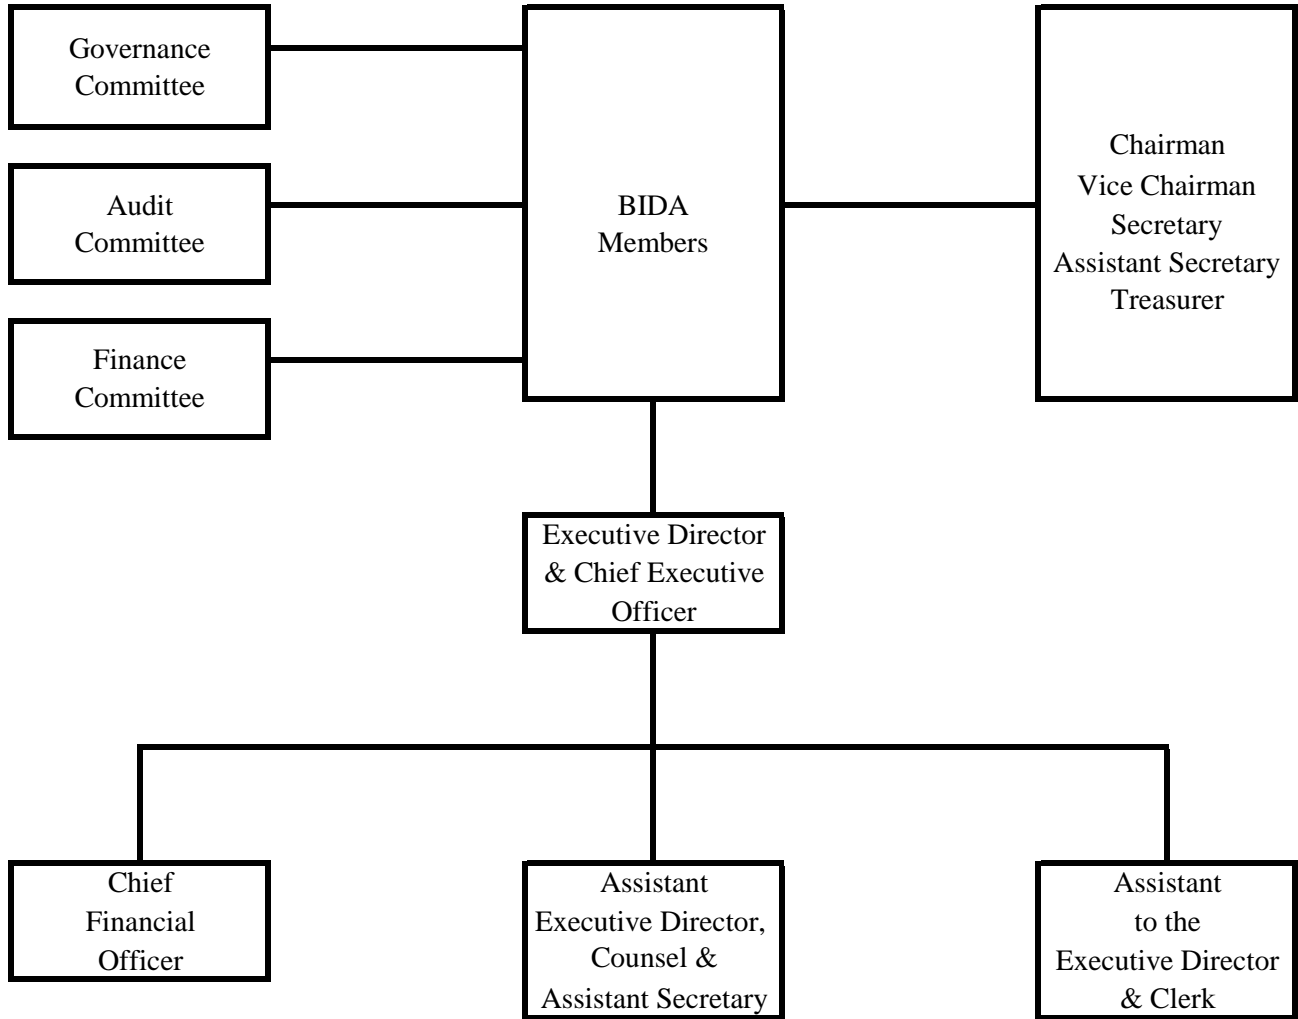 Governance
Committee
Audit
Committee
Finance
Committee
BIDA
Members
Chairman
Vice Chairman
Secretary
Assistant Secretary
Treasurer
Executive Director
& Chief Executive
Officer
Chief
Financial
Officer
Assistant
Executive Director,
Counsel &
Assistant Secretary
Assistant
to the
Executive Director
& Clerk